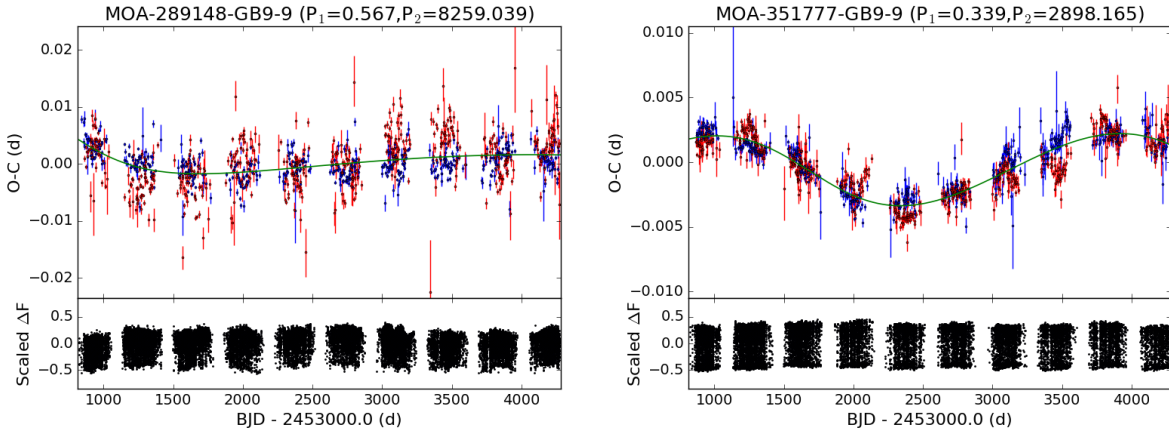 MOA-289148-GB9-9 (P₁=0.567,P₂=8259.039)
O-C (d)
0.02
0.01
0.00
−0.01
−0.02
Scaled ΔF
0.5
0.0
−0.5
1000 1500 2000 2500 3000 3500 4000
BJD - 2453000.0 (d)
MOA-351777-GB9-9 (P₁=0.339,P₂=2898.165)
O-C (d)
0.010
0.005
0.000
−0.005
−0.010
Scaled ΔF
0.5
0.0
−0.5
1000 1500 2000 2500 3000 3500 4000
BJD - 2453000.0 (d)